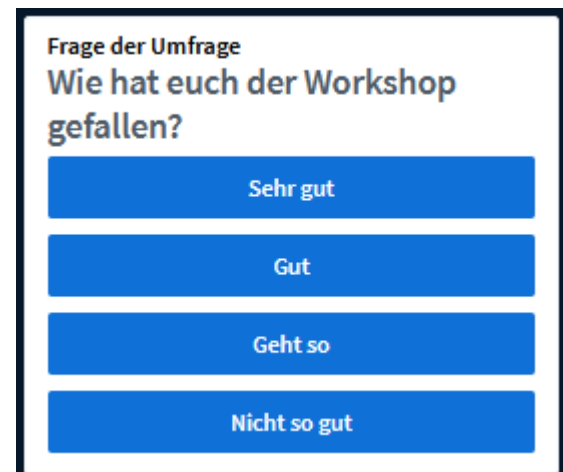 Frage der Umfrage
Wie hat euch der Workshop
gefallen?
Sehr gut
Gut
Geht so
Nicht so gut